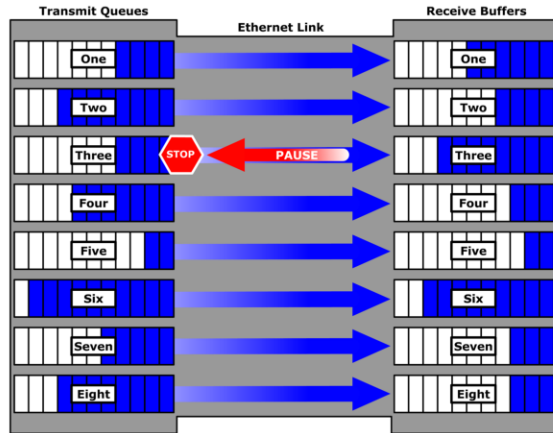 Transmit Queues Ethernet Link Receive Buffers
One One
Two Two
Three STOP PAUSE Three
Four Four
Five Five
Six Six
Seven Seven
Eight Eight